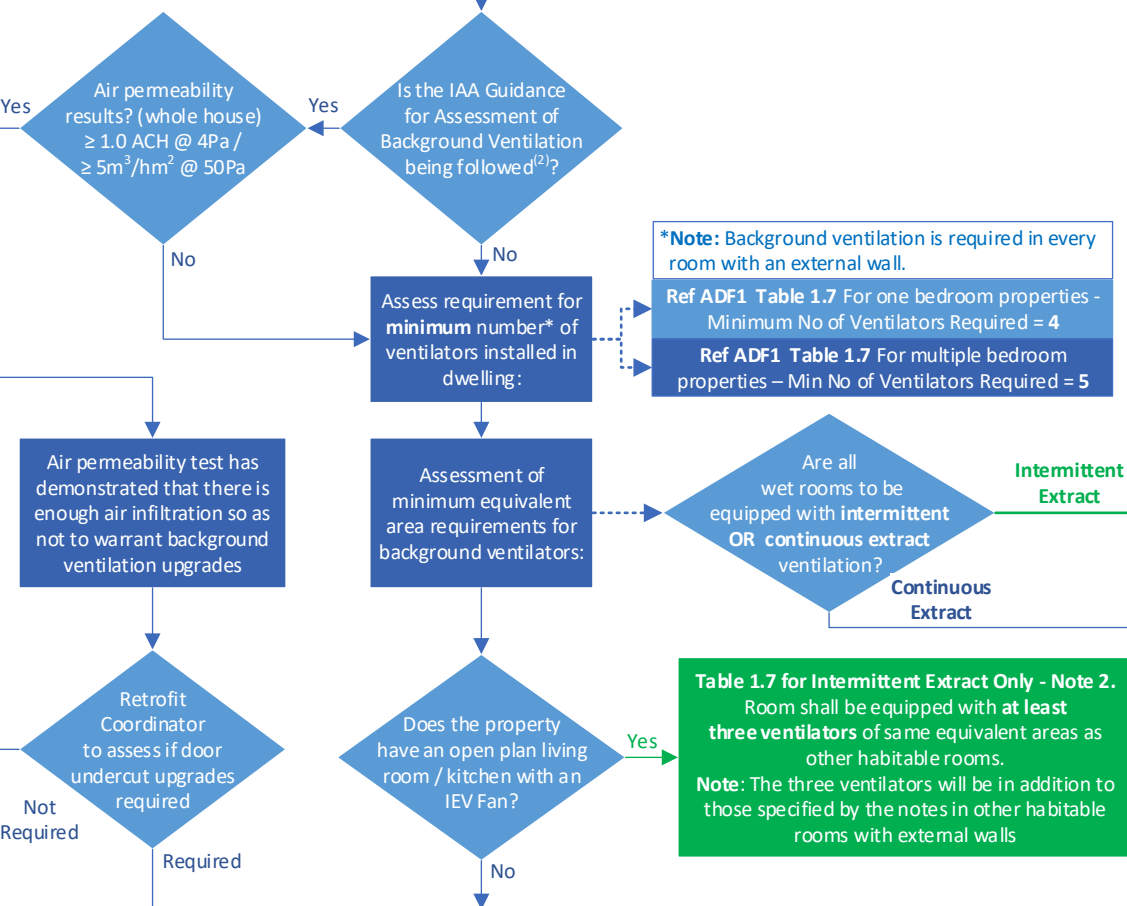 Air permeability
results? (whole house)
≥ 1.0 ACH @ 4Pa /
≥ 5m³/hm² @ 50Pa
Yes
Yes
No
Is the IAA Guidance
for Assessment of
Background Ventilation
being followed⁽²⁾?
No
*Note: Background ventilation is required in every
room with an external wall.
Ref ADF1 Table 1.7 For one bedroom properties -
Minimum No of Ventilators Required = 4
Ref ADF1 Table 1.7 For multiple bedroom
properties – Min No of Ventilators Required = 5
Assess requirement for
minimum number* of
ventilators installed in
dwelling:
Air permeability test has
demonstrated that there is
enough air infiltration so as
not to warrant background
ventilation upgrades
Assessment of
minimum equivalent
area requirements for
background ventilators:
Are all
wet rooms to be
equipped with intermittent
OR continuous extract
ventilation?
Intermittent
Extract
Continuous
Extract
Retrofit
Coordinator
to assess if door
undercut upgrades
required
Not
Required
Required
Does the property
have an open plan living
room / kitchen with an
IEV Fan?
Yes
No
Table 1.7 for Intermittent Extract Only - Note 2.
Room shall be equipped with at least
three ventilators of same equivalent areas as
other habitable rooms.
Note: The three ventilators will be in addition to
those specified by the notes in other habitable
rooms with external walls